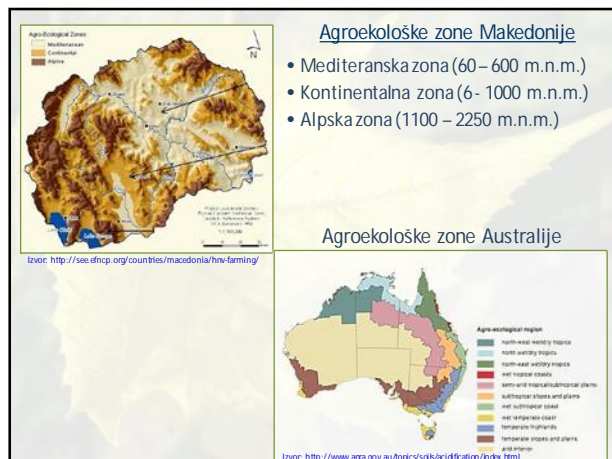 Agroekološke zone Makedonije
• Mediteranska zona (60 – 600 m.n.m.)
• Kontinentalna zona (6 - 1000 m.n.m.)
• Alpska zona (1100 – 2250 m.n.m.)
Agro-Ecological Zones
Mediterranean
Continental
Alpine
N
Izvor: http://see.efncp.org/countries/macedonia/hnv-farming/
Agroekološke zone Australije
Agro-ecological region
north-west wet/dry tropics
north wet/dry tropics
north-east wet/dry tropics
wet tropical coasts
semi-arid tropical/subtropical plains
subtropical slopes and plains
wet subtropical coast
wet temperate coast
temperate highlands
temperate slopes and plains
arid interior
Izvor: http://www.anra.gov.au/topics/soils/acidification/index.html